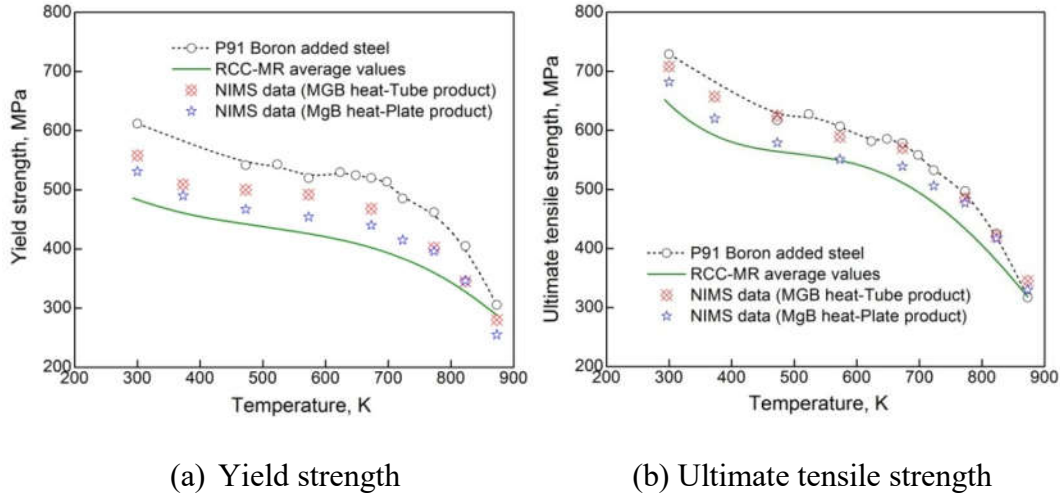 800
700
600
500
400
300
200
Yield strength, MPa
P91 Boron added steel
RCC-MR average values
NIMS data (MGB heat-Tube product)
NIMS data (MgB heat-Plate product)
200 300 400 500 600 700 800 900
Temperature, K
800
700
600
500
400
300
200
Ultimate tensile strength, MPa
P91 Boron added steel
RCC-MR average values
NIMS data (MGB heat-Tube product)
NIMS data (MgB heat-Plate product)
200 300 400 500 600 700 800 900
Temperature, K
(a) Yield strength
(b) Ultimate tensile strength